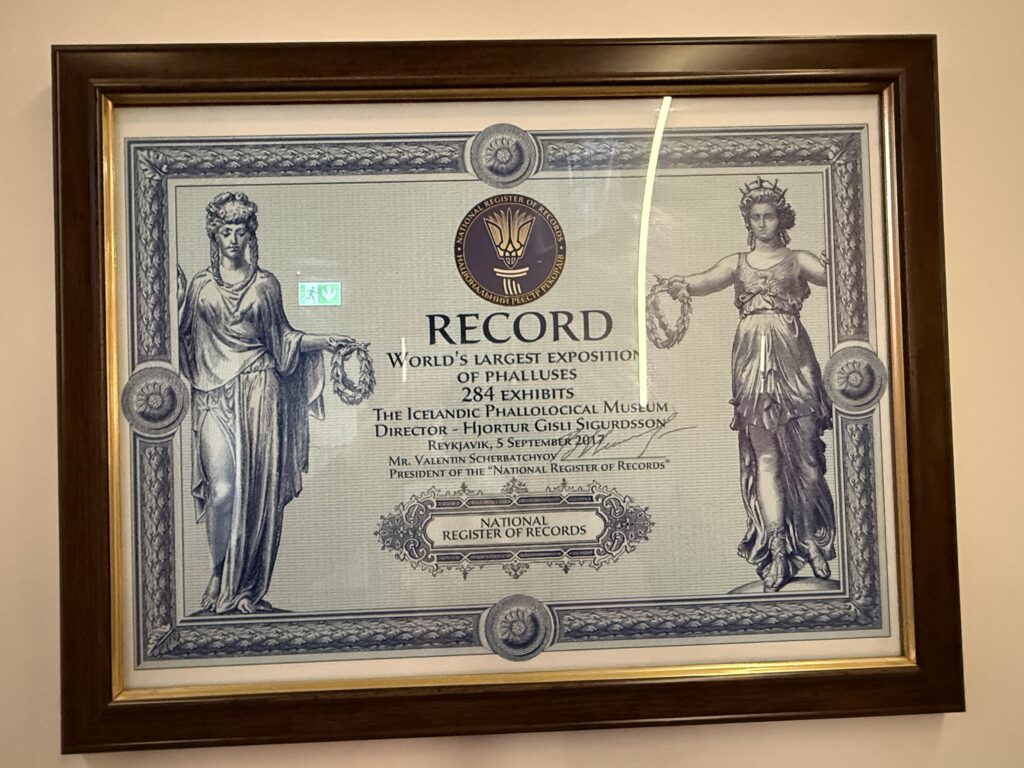 NATIONAL REGISTER OF RECORDS
НАЦІОНАЛЬНИЙ РЕЄСТР РЕКОРДІВ
RECORD
WORLD'S LARGEST EXPOSITION
OF PHALLUSES
284 EXHIBITS
THE ICELANDIC PHALLOLOCICAL MUSEUM
DIRECTOR - HJORTUR GISLI SIGURDSSON
REYKJAVIK, 5 SEPTEMBER 2017
MR. VALENTIN SCHERBATCHYOV
PRESIDENT OF THE "NATIONAL REGISTER OF RECORDS"
NATIONAL
REGISTER OF RECORDS